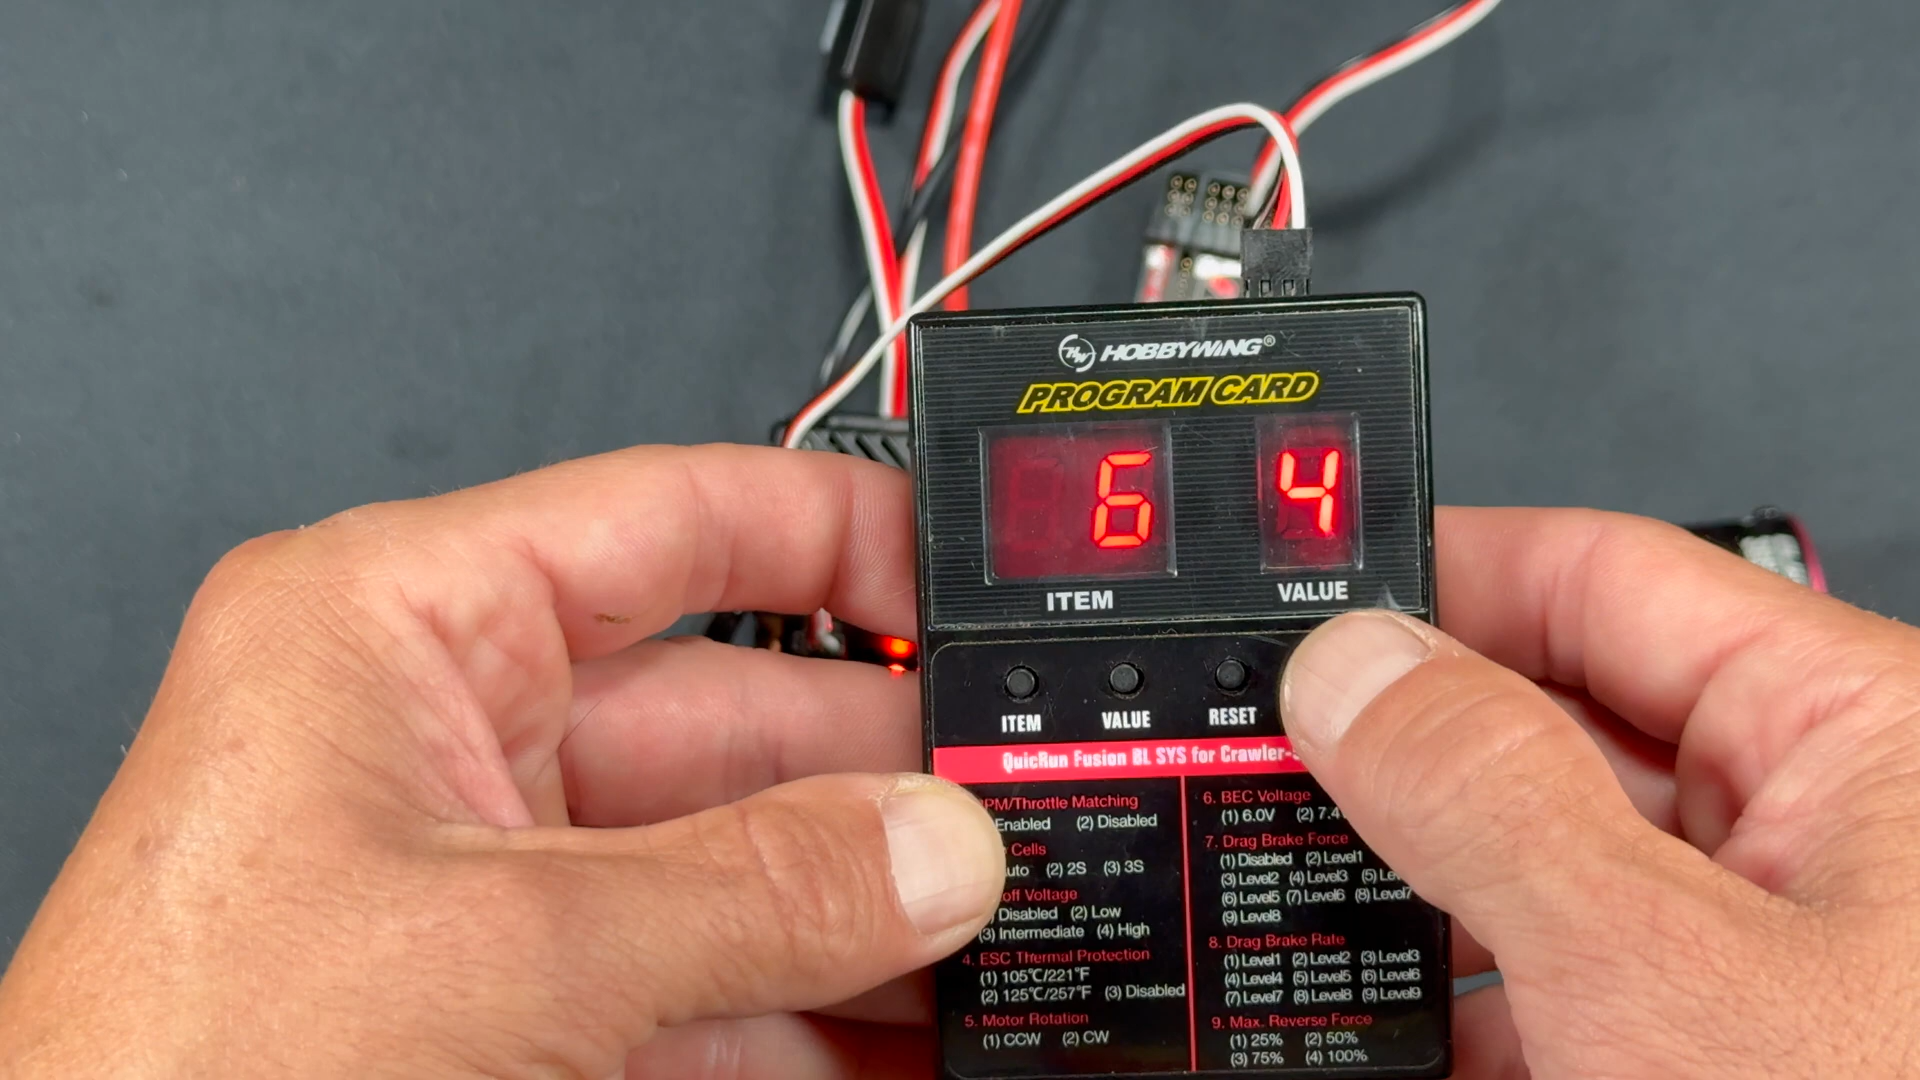 HW HOBBYWING®
PROGRAM CARD
6 4
ITEM VALUE
ITEM VALUE RESET
QuicRun Fusion BL SYS for Crawler-
PM/Throttle Matching
Enabled (2) Disabled
Cells
(2) 2S (3) 3S
Voltage
Disabled (2) Low
(3) Intermediate (4) High
4. ESC Thermal Protection
(1) 105℃/221℉
(2) 125℃/257℉ (3) Disabled
5. Motor Rotation
(1) CCW (2) CW
6. BEC Voltage
(1) 6.0V (2) 7.4
7. Drag Brake Force
(1) Disabled (2) Level1
(3) Level2 (4) Level3 (5)
(6) Level5 (7) Level6 (8) Level7
(9) Level8
8. Drag Brake Rate
(1) Level1 (2) Level2 (3) Level3
(4) Level4 (5) Level5 (6) Level6
(7) Level7 (8) Level8 (9) Level9
9. Max. Reverse Force
(1) 25% (2) 50%
(3) 75% (4) 100%